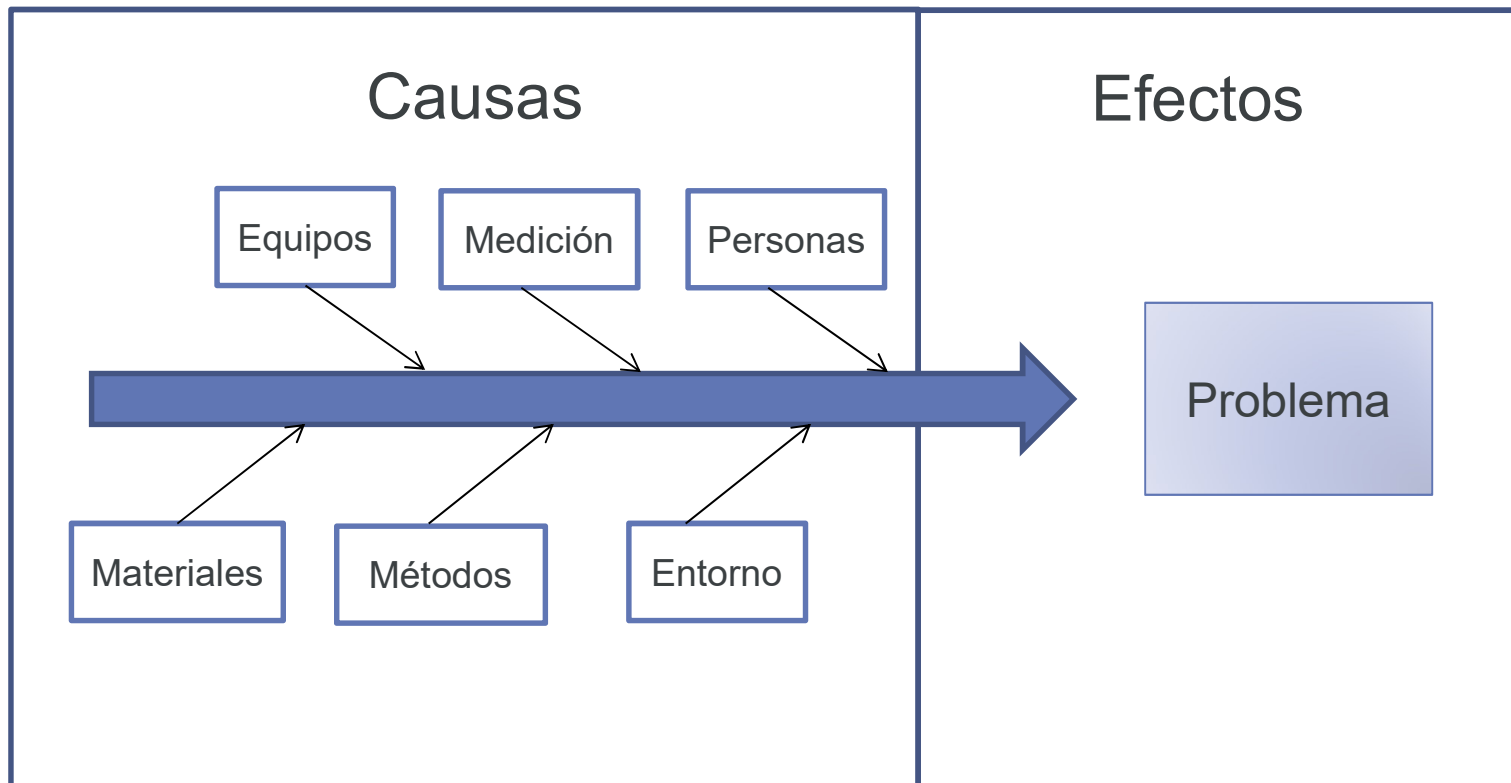 Causas
Efectos
Equipos
Medición
Personas
Problema
Materiales
Métodos
Entorno